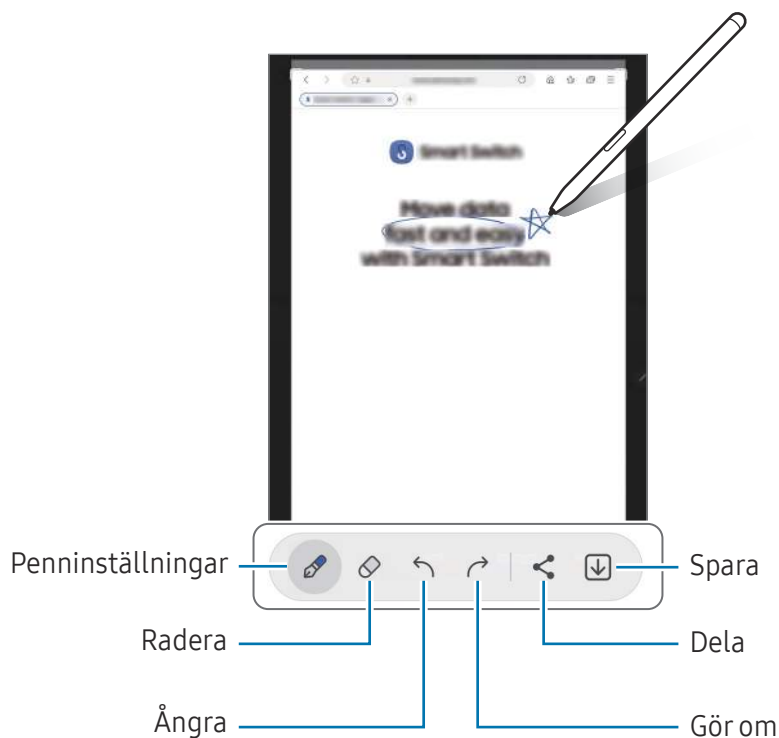 Smart Switch
Move data
fast and easy
with Smart Switch
Penninställningar
Spara
Radera
Dela
Ångra
Gör om